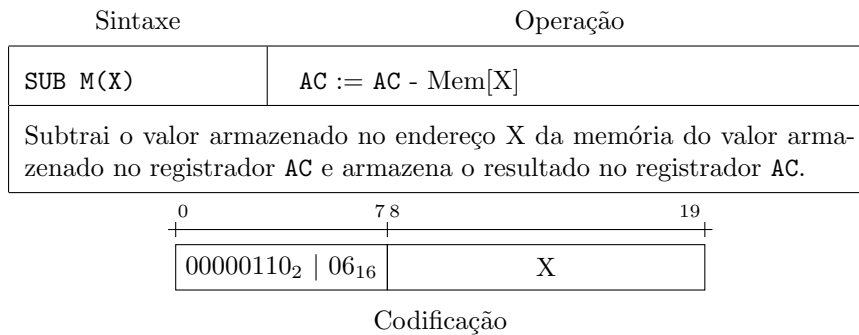 Sintaxe Operação
SUB M(X) AC := AC - Mem[X]
Subtrai o valor armazenado no endereço X da memória do valor arma-
zenado no registrador AC e armazena o resultado no registrador AC.
0 7 8 19
00000110₂ | 06₁₆ X
Codificação